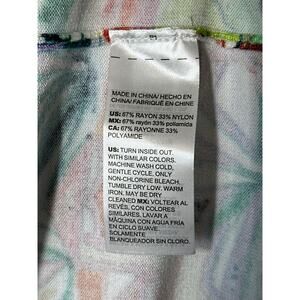 MADE IN CHINA/ HECHO EN
CHINA/ FABRIQUÉ EN CHINE
US: 67% RAYON 33% NYLON
MX: 67% rayón 33% poliamida
CA: 67% RAYONNE 33%
POLYAMIDE
US: TURN INSIDE OUT.
WITH SIMILAR COLORS,
MACHINE WASH COLD,
GENTLE CYCLE, ONLY
NON-CHLORINE BLEACH,
TUMBLE DRY LOW. WARM
IRON, MAY BE DRY
CLEANED MX: VOLTEAR AL
REVÉS, CON COLORES
SIMILARES, LAVAR A
MÁQUINA CON AGUA FRÍA
EN CICLO SUAVE
SOLAMENTE
BLANQUEADOR SIN CLORO.